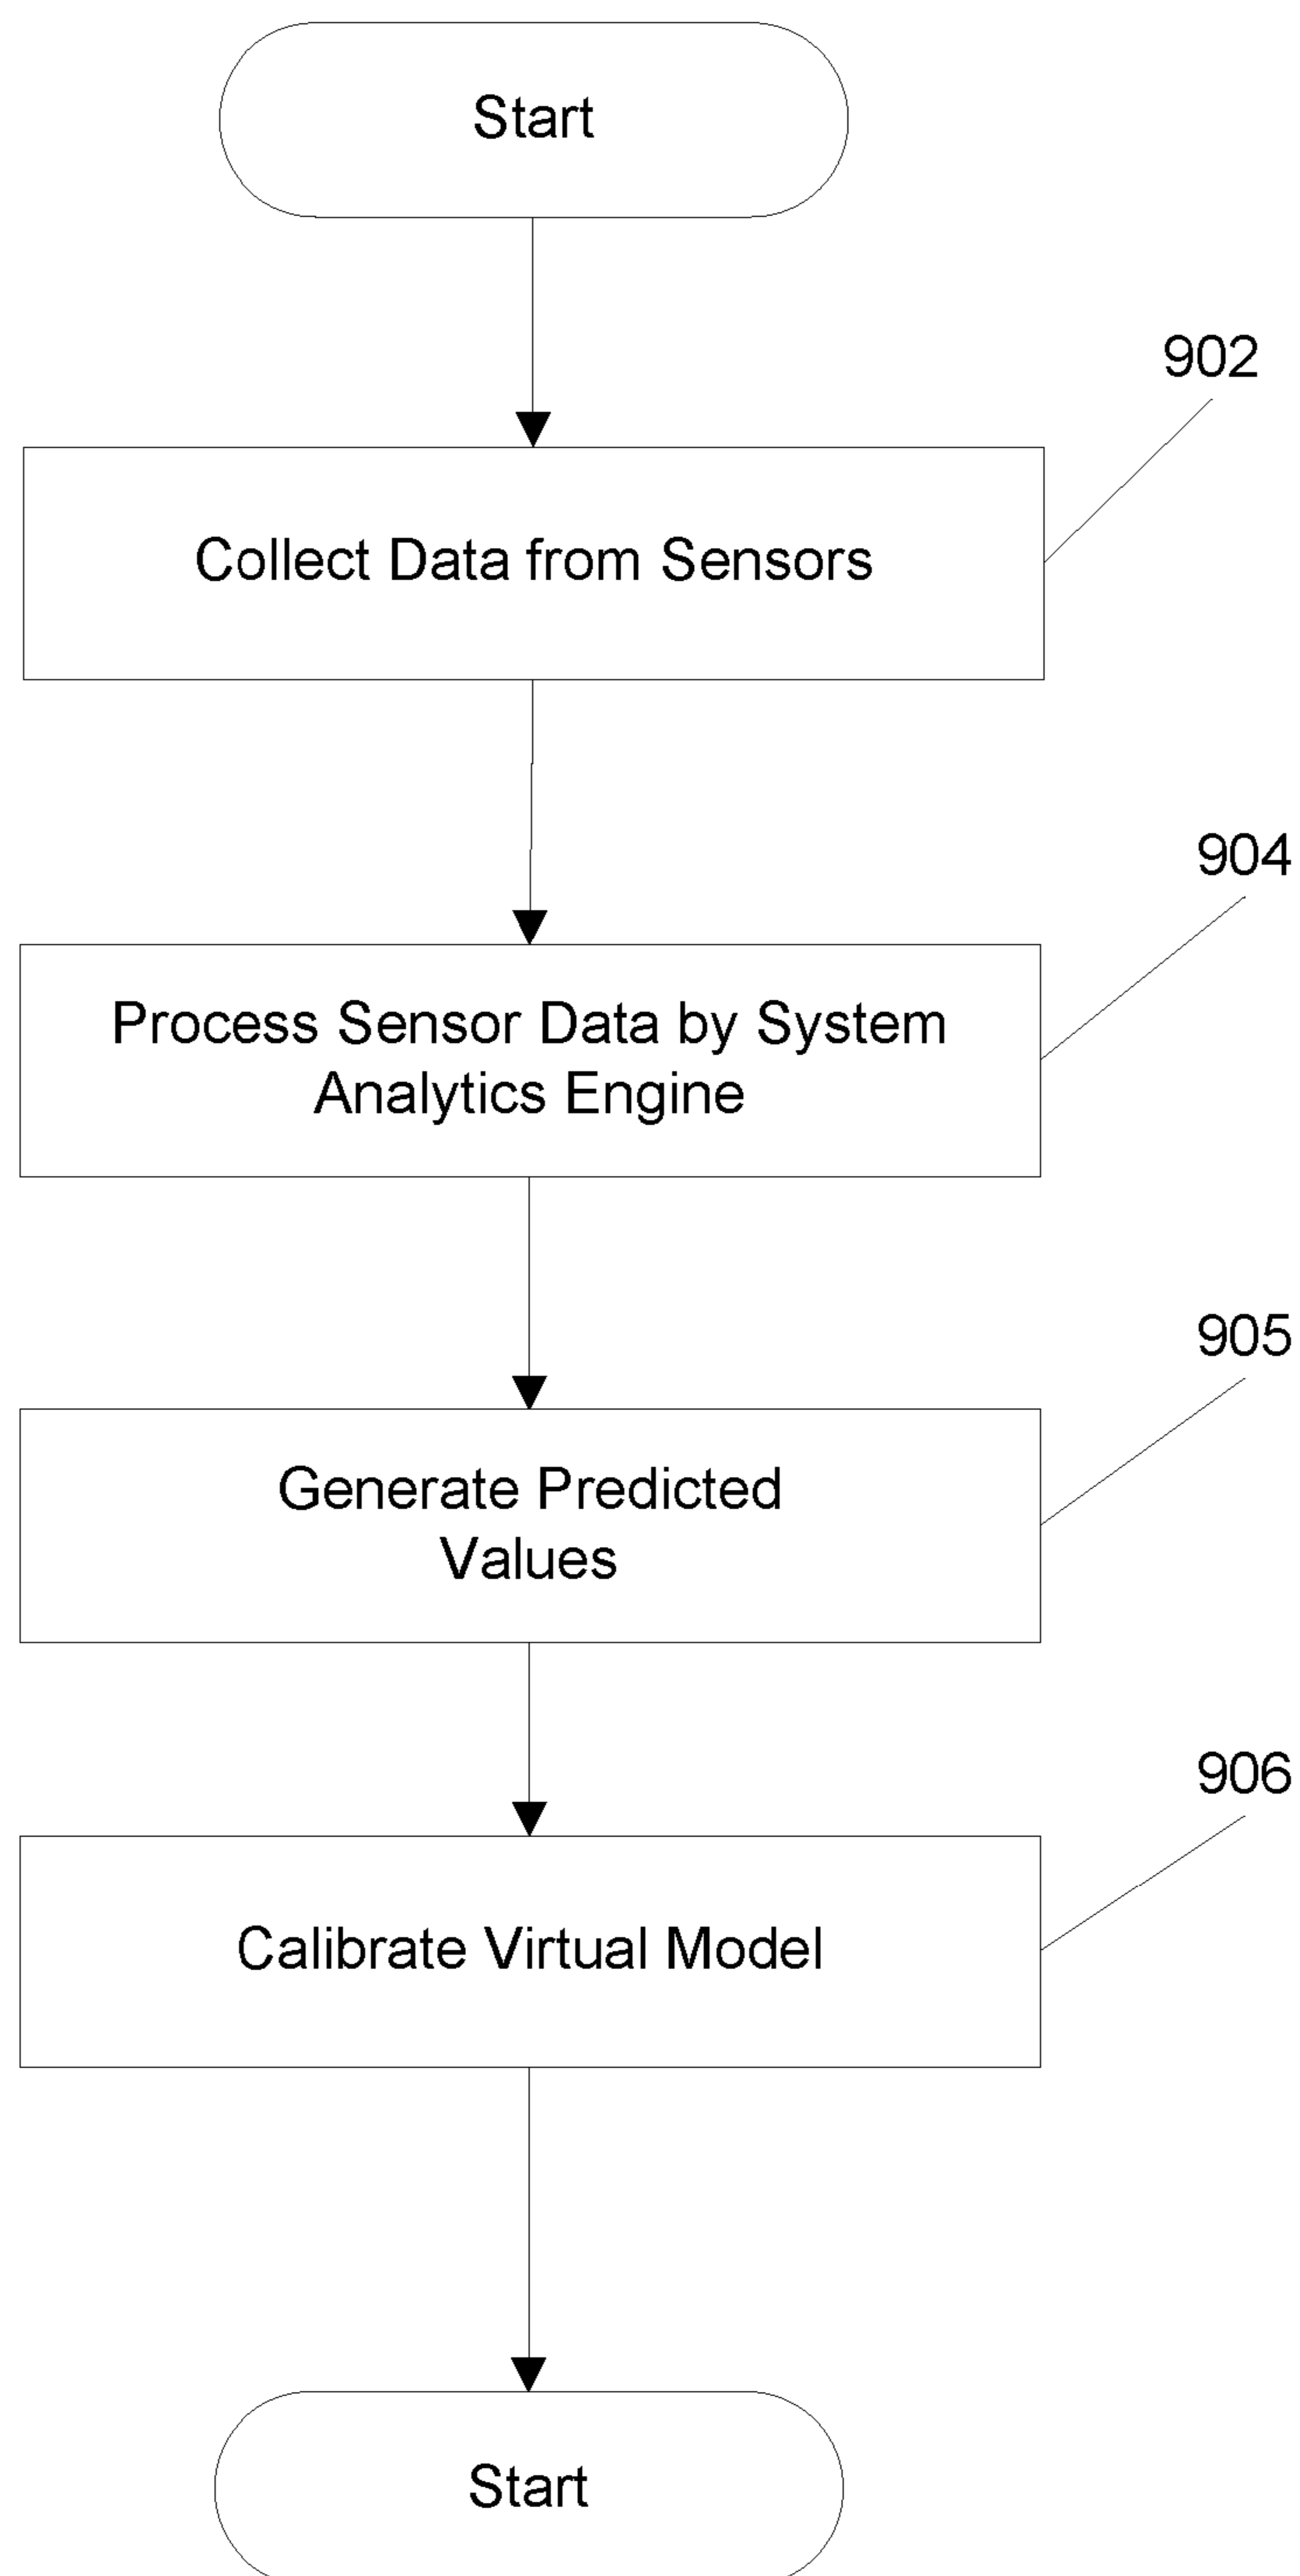 Start
902
Collect Data from Sensors
904
Process Sensor Data by System
Analytics Engine
905
Generate Predicted
Values
906
Calibrate Virtual Model
Start